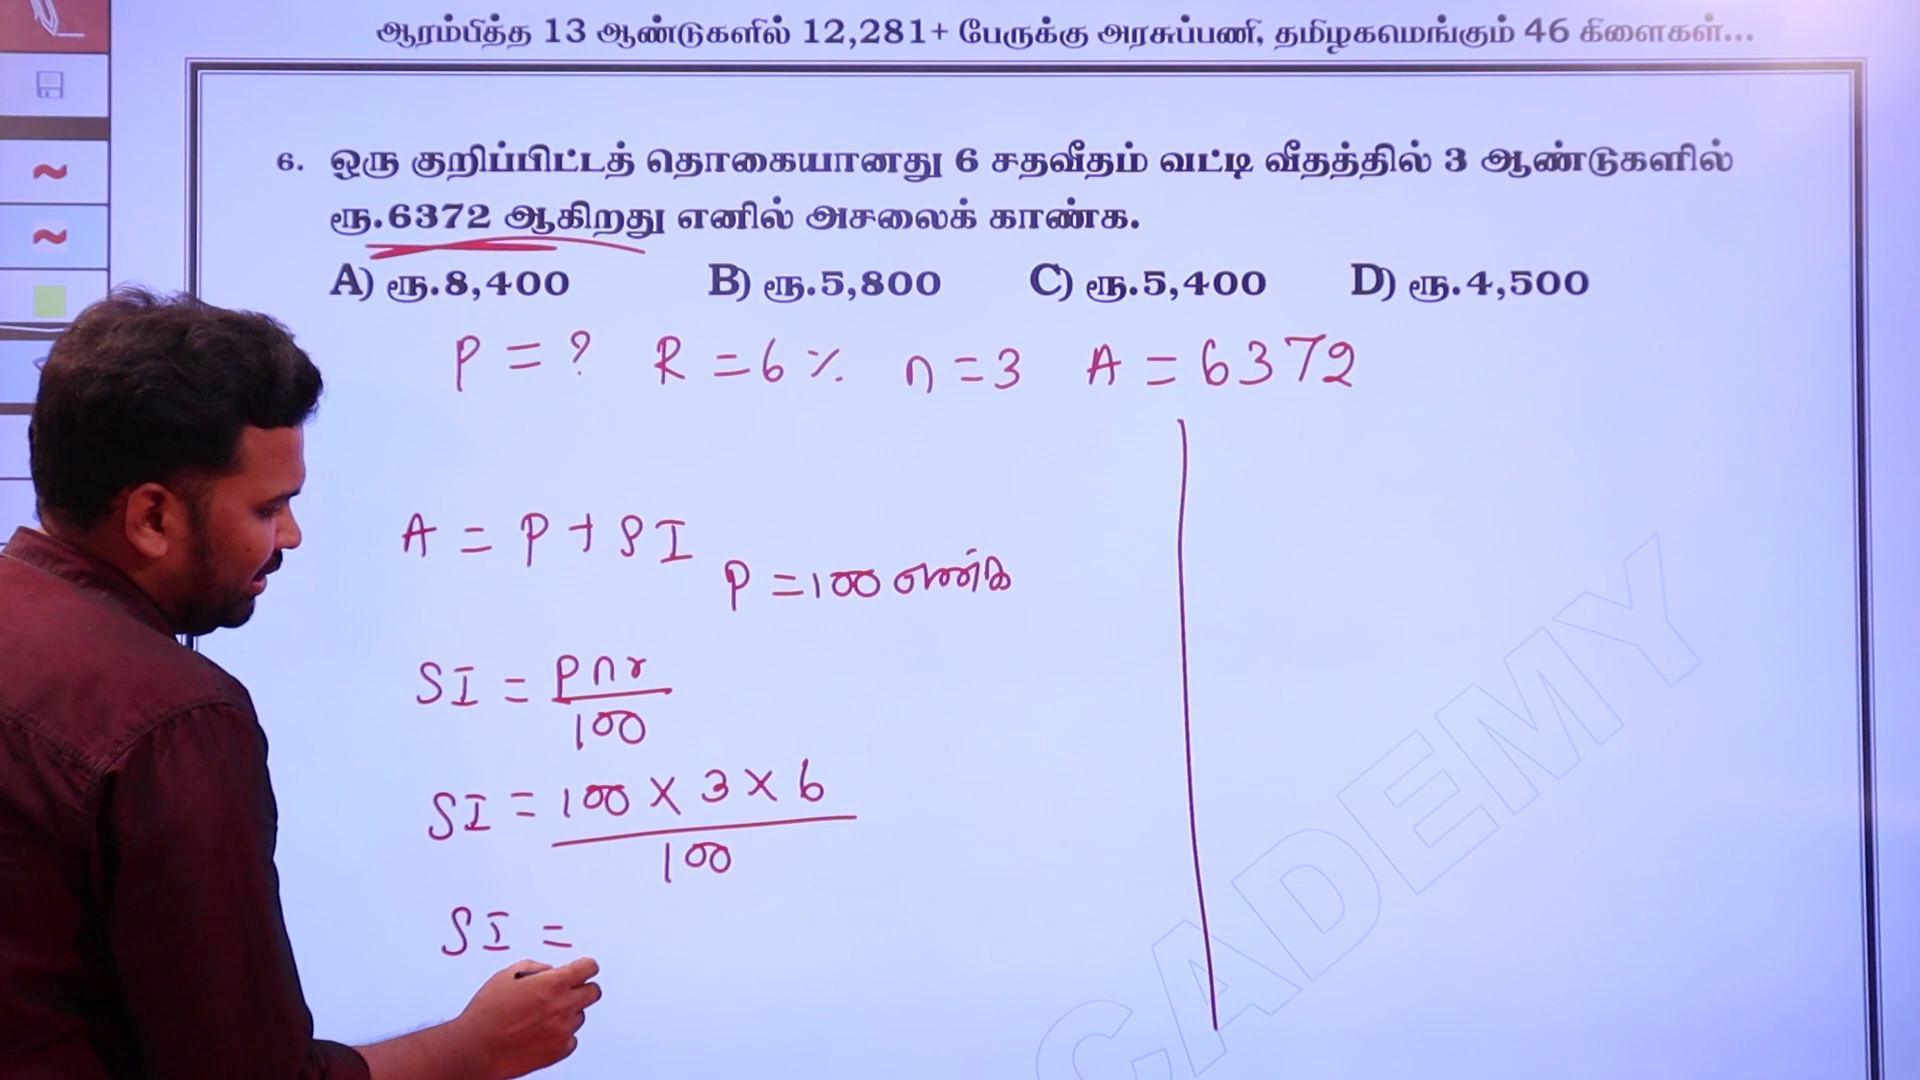 ஆரம்பித்த 13 ஆண்டுகளில் 12,281+ பேருக்கு அரசுப்பணி, தமிழகமெங்கும் 46 கிளைகள்...
6. ஒரு குறிப்பிட்டத் தொகையானது 6 சதவீதம் வட்டி வீதத்தில் 3 ஆண்டுகளில்
ரூ.6372 ஆகிறது எனில் அசலைக் காண்க.
A) ரூ.8,400 B) ரூ.5,800 C) ரூ.5,400 D) ரூ.4,500
P = ? R = 6 % n = 3 A = 6372
A = P + SI
P = 100 என்க
SI = pnr
100
SI = 100 × 3 × 6
100
SI =
CADEMY